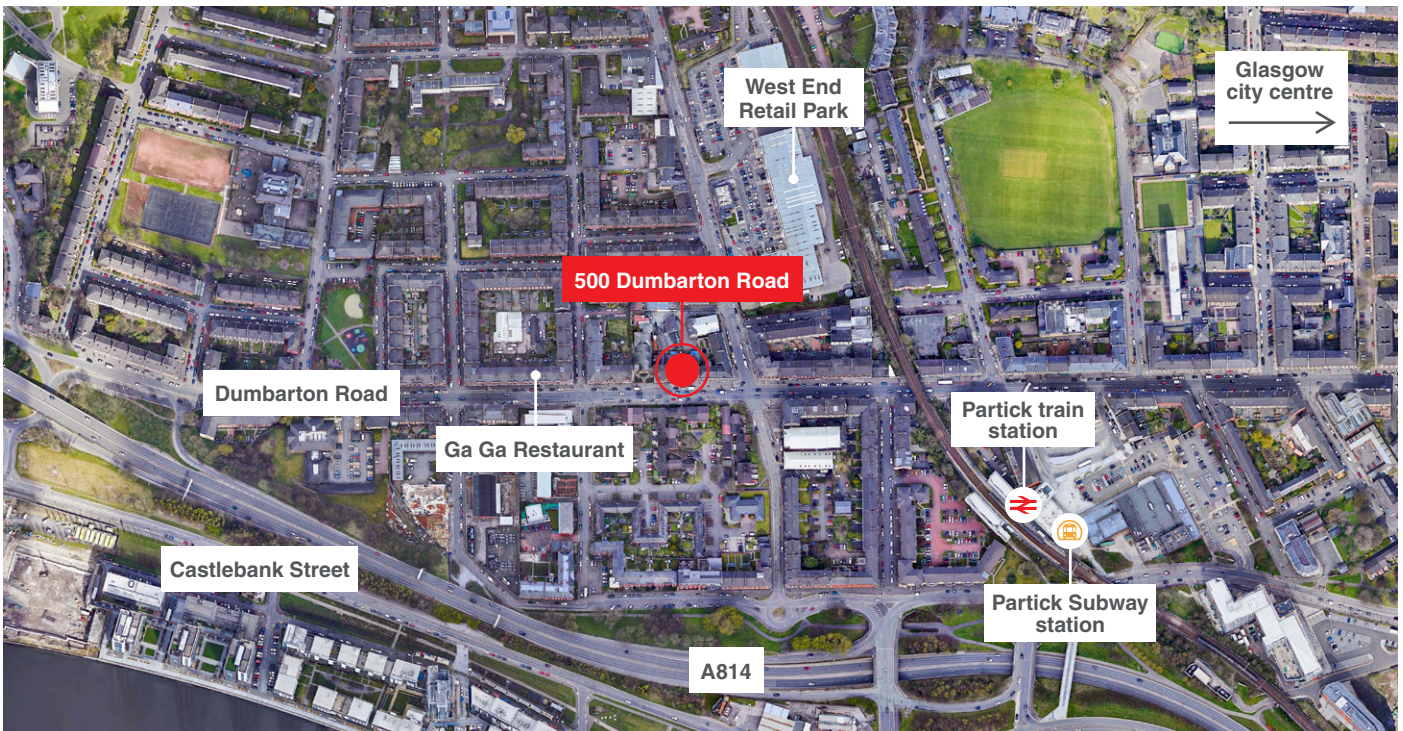 West End
Retail Park
Glasgow
city centre
500 Dumbarton Road
Dumbarton Road
Ga Ga Restaurant
Partick train
station
Castlebank Street
Partick Subway
station
A814